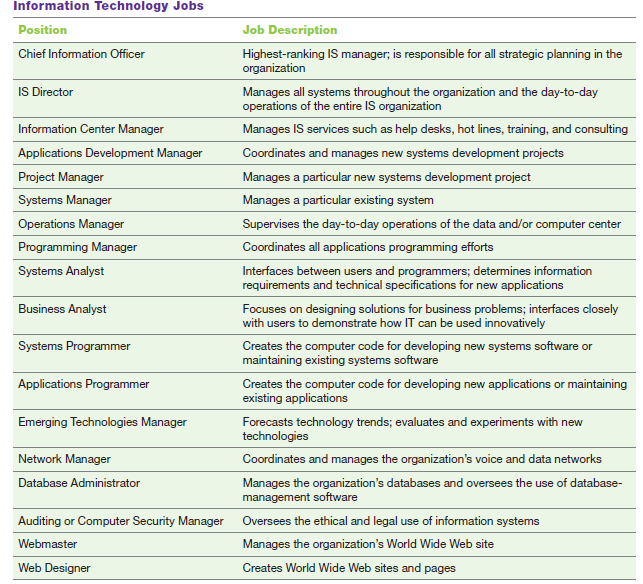 Information Technology Jobs
Position Job Description
Chief Information Officer Highest-ranking IS manager; is responsible for all strategic planning in the
organization
IS Director Manages all systems throughout the organization and the day-to-day
operations of the entire IS organization
Information Center Manager Manages IS services such as help desks, hot lines, training, and consulting
Applications Development Manager Coordinates and manages new systems development projects
Project Manager Manages a particular new systems development project
Systems Manager Manages a particular existing system
Operations Manager Supervises the day-to-day operations of the data and/or computer center
Programming Manager Coordinates all applications programming efforts
Systems Analyst Interfaces between users and programmers; determines information
requirements and technical specifications for new applications
Business Analyst Focuses on designing solutions for business problems; interfaces closely
with users to demonstrate how IT can be used innovatively
Systems Programmer Creates the computer code for developing new systems software or
maintaining existing systems software
Applications Programmer Creates the computer code for developing new applications or maintaining
existing applications
Emerging Technologies Manager Forecasts technology trends; evaluates and experiments with new
technologies
Network Manager Coordinates and manages the organization's voice and data networks
Database Administrator Manages the organization's databases and oversees the use of database-
management software
Auditing or Computer Security Manager Oversees the ethical and legal use of information systems
Webmaster Manages the organization's World Wide Web site
Web Designer Creates World Wide Web sites and pages